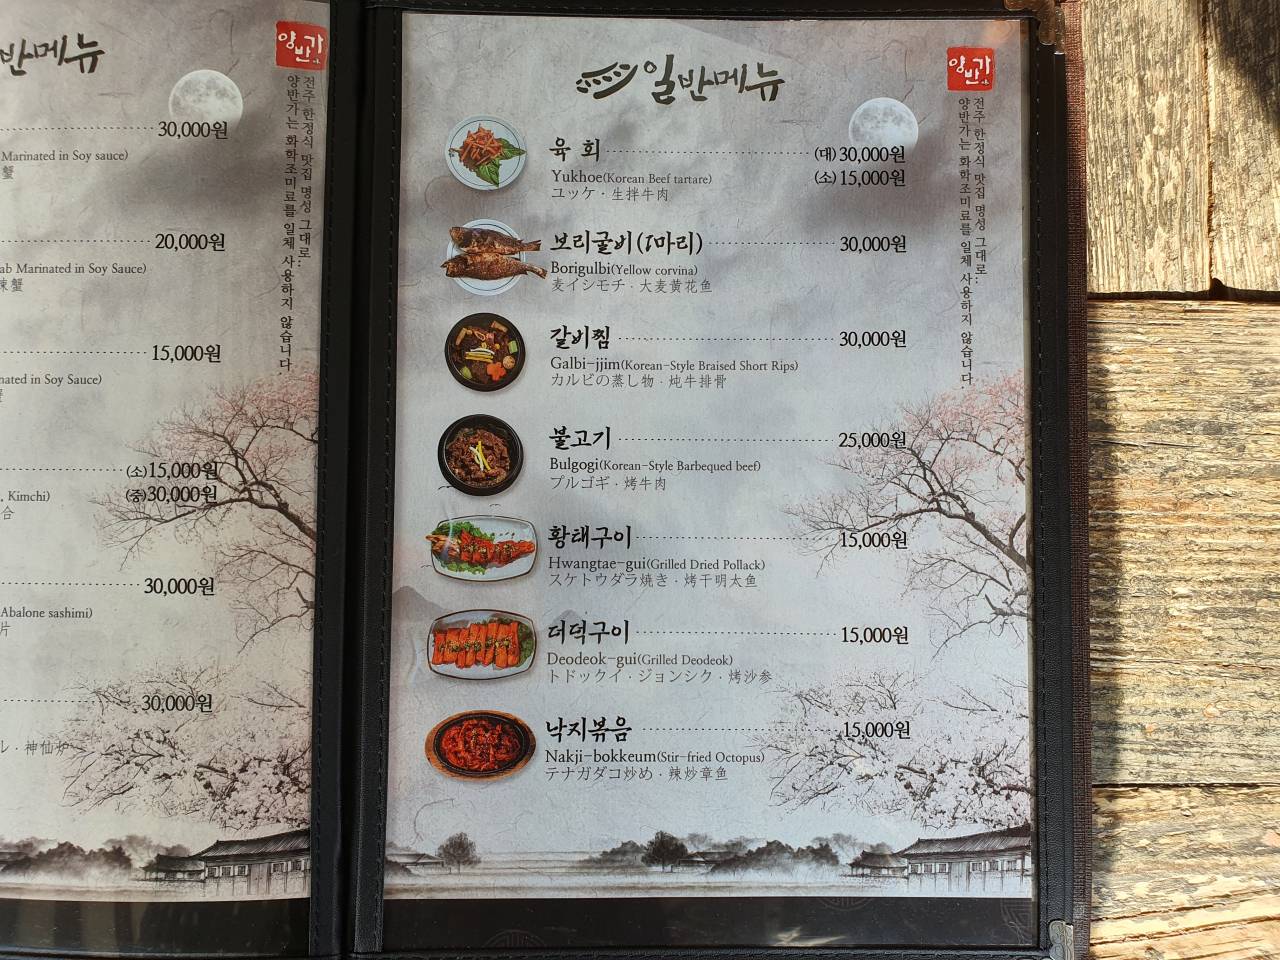 반메뉴
양반가
전주 한정식 맛집 명성 그대로!
양반가는 화학조미료를 일체 사용하지 않습니다.
30,000원
Marinated in Soy sauce)
蟹
20,000원
ab Marinated in Soy Sauce)
辣蟹
15,000원
nated in Soy Sauce)
(소)15,000원
(중)30,000원
, Kimchi)
合
30,000원
Abalone sashimi)
片
30,000원
ル · 神仙炉
일반메뉴
양반가
전주 한정식 맛집 명성 그대로!
양반가는 화학조미료를 일체 사용하지 않습니다.
육 회 (대)30,000원
Yukhoe(Korean Beef tartare) (소)15,000원
ユッケ · 生拌牛肉
보리굴비(1마리) 30,000원
Borigulbi(Yellow corvina)
麦イシモチ · 大麦黄花鱼
갈비찜 30,000원
Galbi-jjim(Korean-Style Braised Short Rips)
カルビの蒸し物 · 炖牛排骨
불고기 25,000원
Bulgogi(Korean-Style Barbequed beef)
プルゴギ · 烤牛肉
황태구이 15,000원
Hwangtae-gui(Grilled Dried Pollack)
スケトウダラ焼き · 烤干明太鱼
더덕구이 15,000원
Deodeok-gui(Grilled Deodeok)
トドックイ · ジョンシク · 烤沙参
낙지볶음 15,000원
Nakji-bokkeum(Stir-fried Octopus)
テナガダコ炒め · 辣炒章鱼